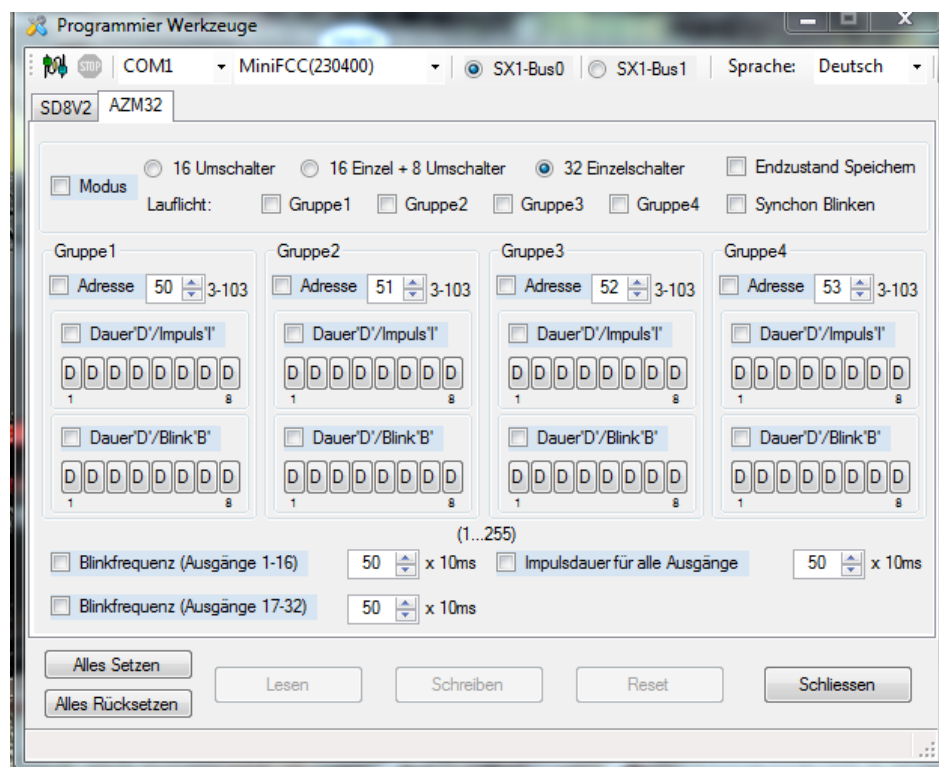 Programmier Werkzeuge X
STOP COM1 MiniFCC(230400) SX1-Bus0 SX1-Bus1 Sprache: Deutsch
SD8V2 AZM32
16 Umschalter 16 Einzel + 8 Umschalter 32 Einzelschalter Endzustand Speichern
Modus
Lauflicht: Gruppe1 Gruppe2 Gruppe3 Gruppe4 Synchon Blinken
Gruppe1 Gruppe2 Gruppe3 Gruppe4
Adresse 50 3-103 Adresse 51 3-103 Adresse 52 3-103 Adresse 53 3-103
Dauer'D'/Impuls'I' Dauer'D'/Impuls'I' Dauer'D'/Impuls'I' Dauer'D'/Impuls'I'
D D D D D D D D D D D D D D D D D D D D D D D D D D D D D D D D
1 8 1 8 1 8 1 8
Dauer'D'/Blink'B' Dauer'D'/Blink'B' Dauer'D'/Blink'B' Dauer'D'/Blink'B'
D D D D D D D D D D D D D D D D D D D D D D D D D D D D D D D D
1 8 1 8 1 8 1 8
(1...255)
Blinkfrequenz (Ausgänge 1-16) 50 x 10ms Impulsdauer für alle Ausgänge 50 x 10ms
Blinkfrequenz (Ausgänge 17-32) 50 x 10ms
Alles Setzen
Lesen Schreiben Reset Schliessen
Alles Rücksetzen